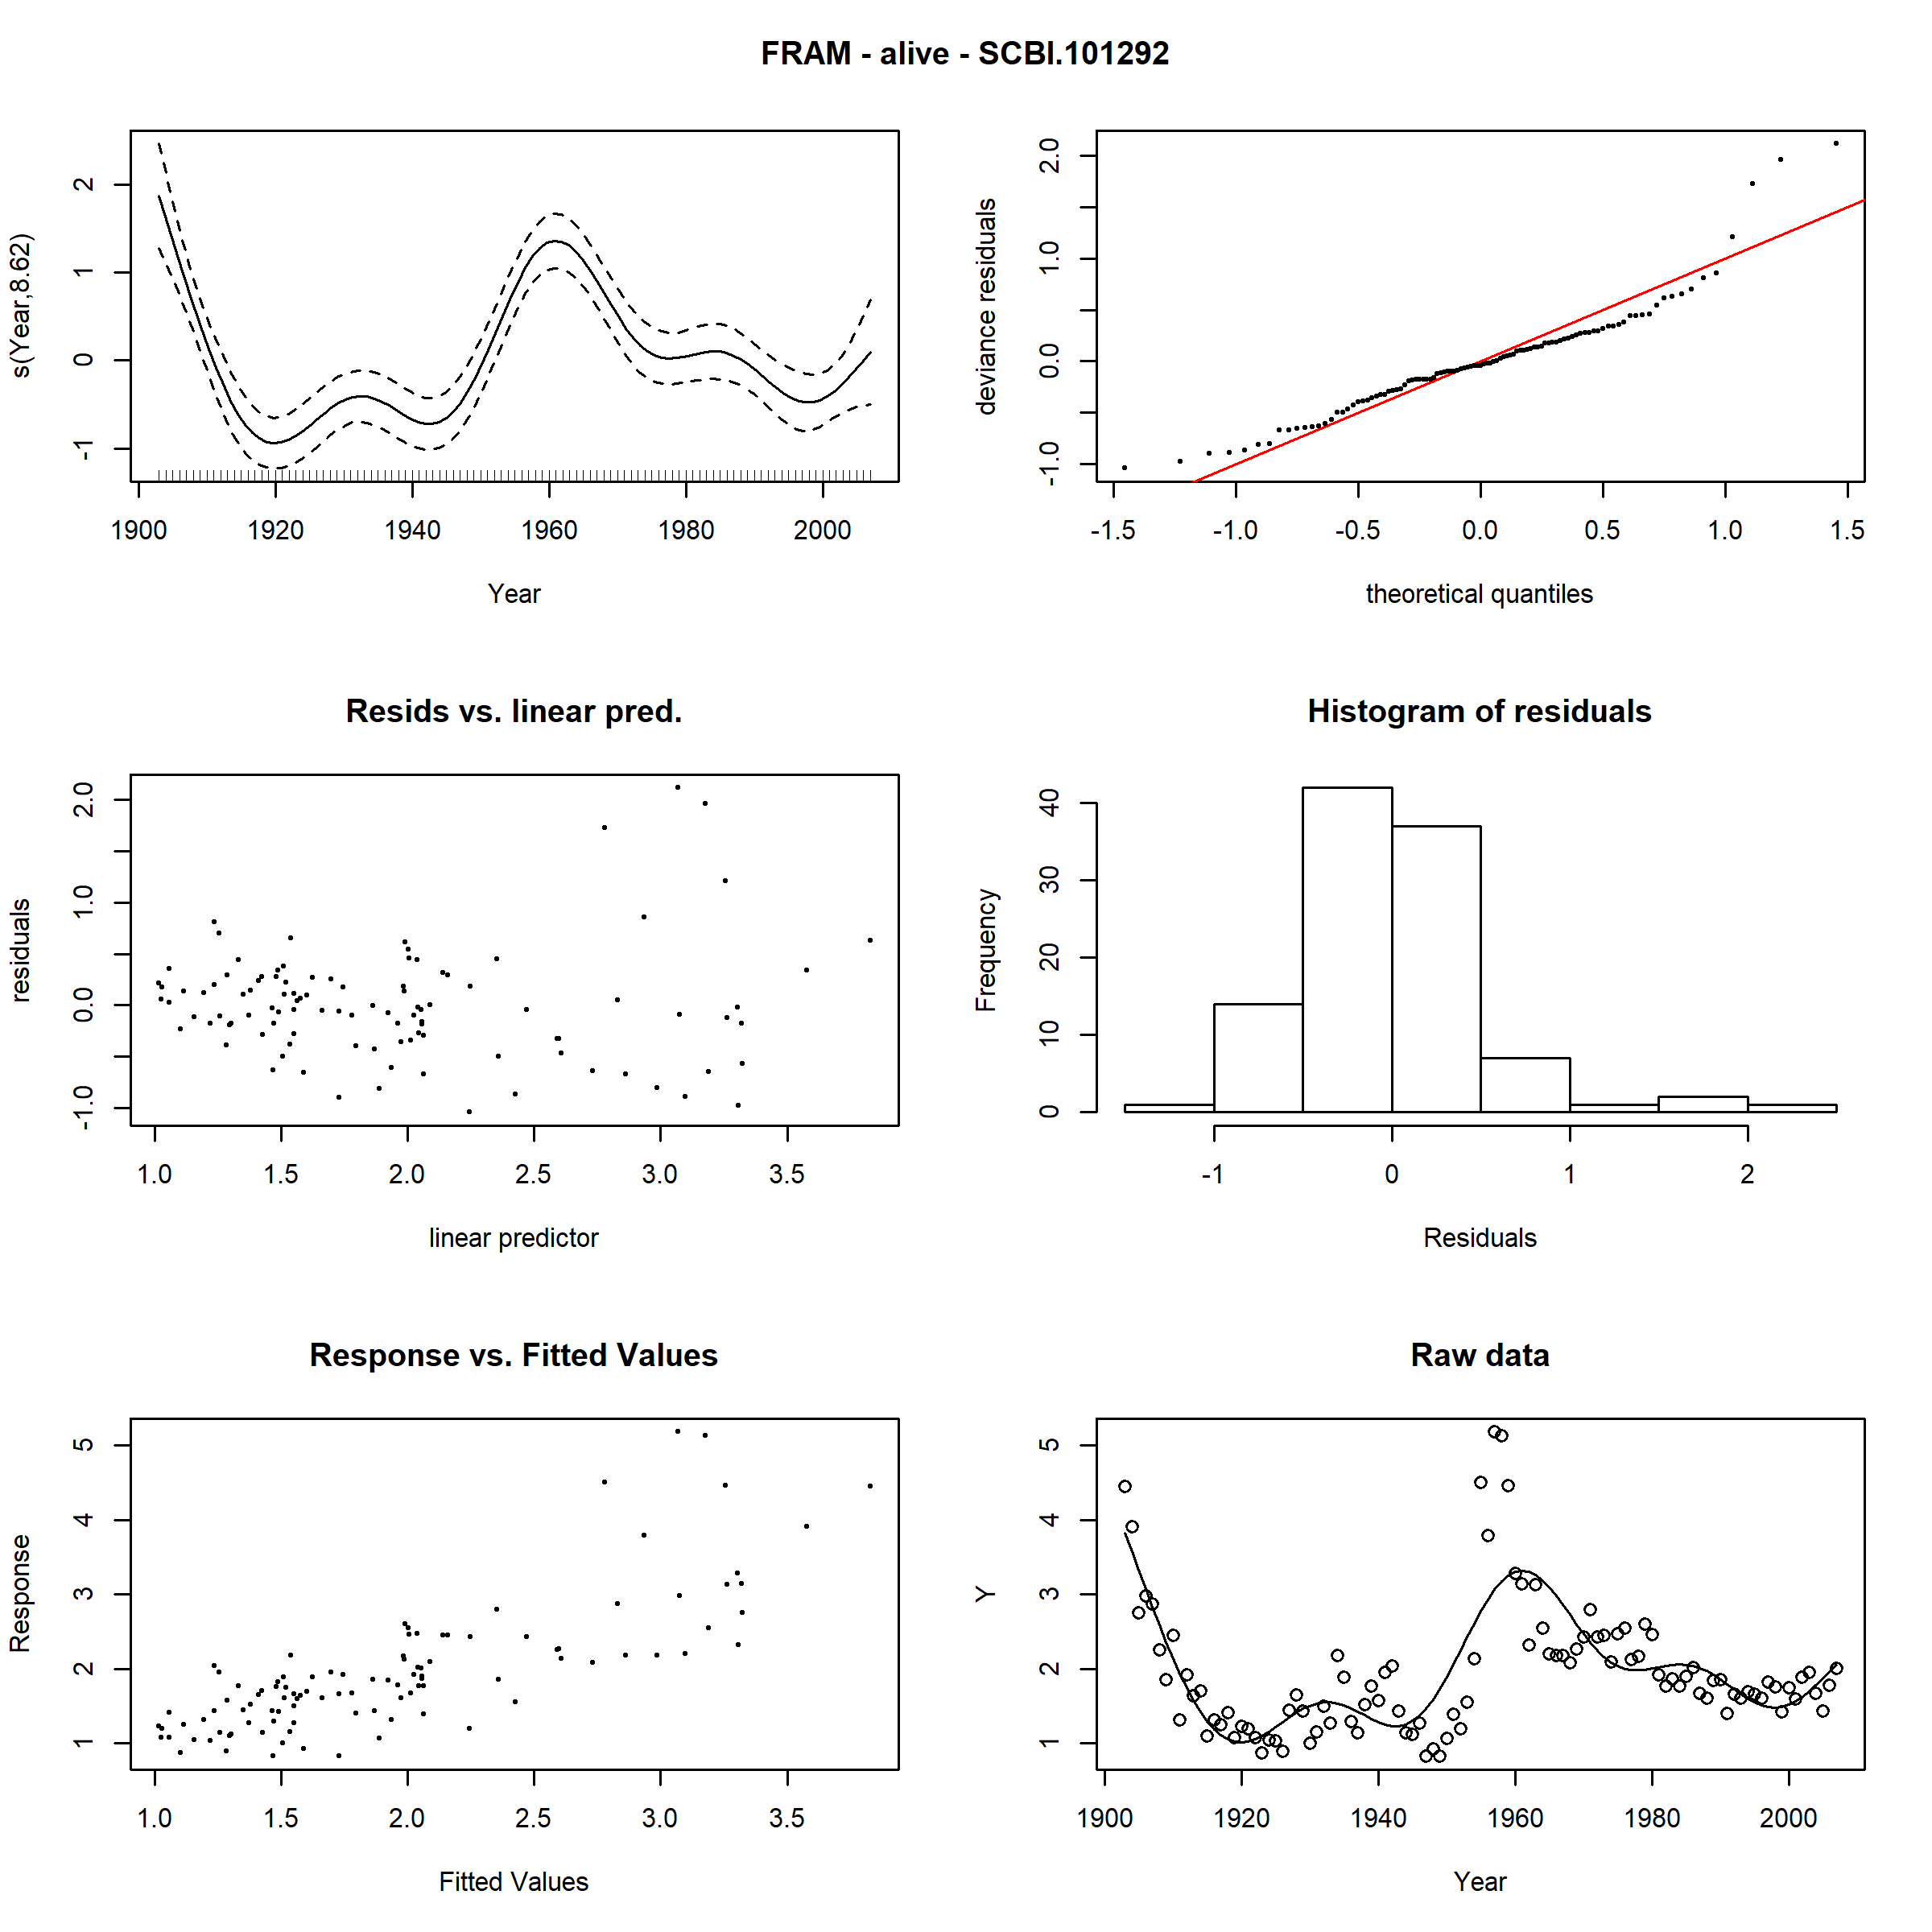 FRAM - alive - SCBI.101292
s(Year,8.62)
2
1
0
-1
1900 1920 1940 1960 1980 2000
Year
deviance residuals
2.0
1.0
0.0
-1.0
-1.5 -1.0 -0.5 0.0 0.5 1.0 1.5
theoretical quantiles
Resids vs. linear pred.
residuals
2.0
1.0
0.0
-1.0
1.0 1.5 2.0 2.5 3.0 3.5
linear predictor
Histogram of residuals
Frequency
40
30
20
10
0
-1 0 1 2
Residuals
Response vs. Fitted Values
Response
5
4
3
2
1
1.0 1.5 2.0 2.5 3.0 3.5
Fitted Values
Raw data
Y
5
4
3
2
1
1900 1920 1940 1960 1980 2000
Year